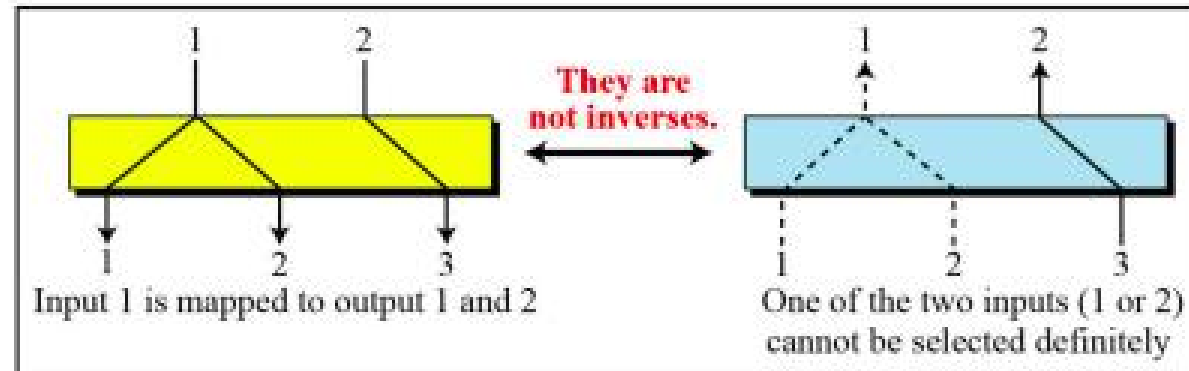 1 2 1 2
They are
not inverses.
1 2 3 1 2 3
Input 1 is mapped to output 1 and 2
One of the two inputs (1 or 2)
cannot be selected definitely